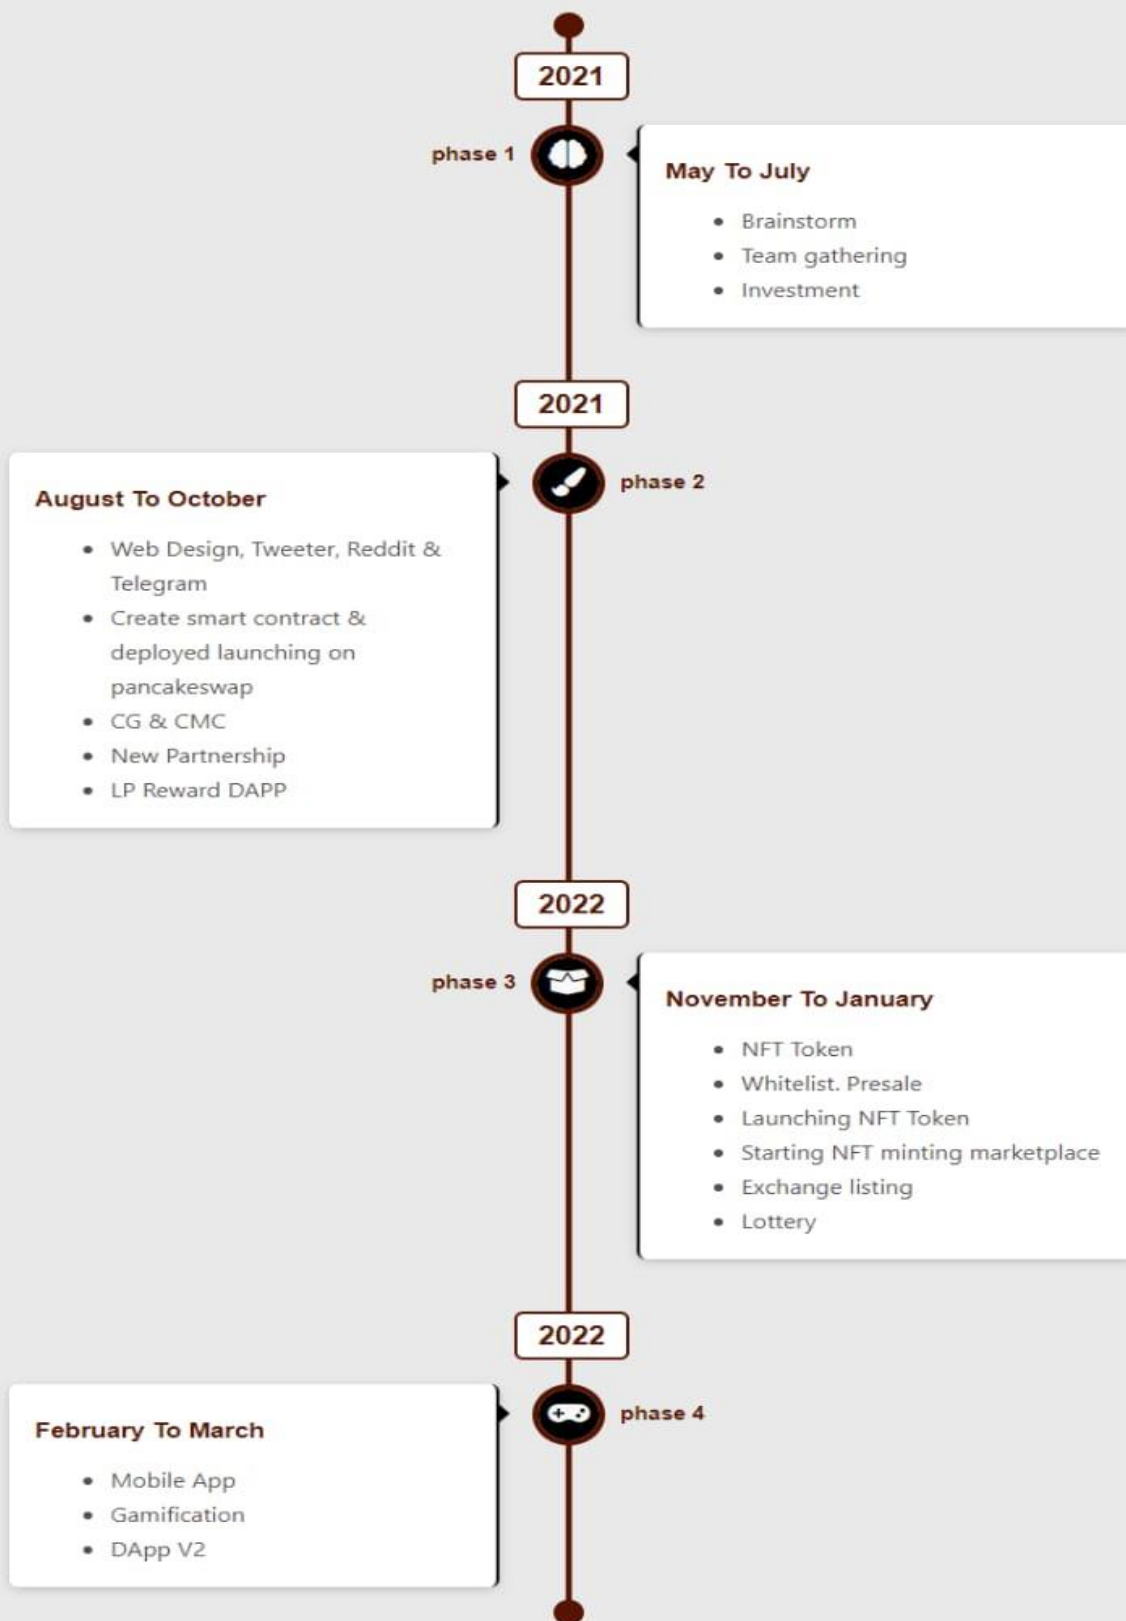 2021
phase 1
May To July
Brainstorm
Team gathering
Investment
2021
phase 2
August To October
Web Design, Tweeter, Reddit &
Telegram
Create smart contract &
deployed launching on
pancakeswap
CG & CMC
New Partnership
LP Reward DAPP
2022
phase 3
November To January
NFT Token
Whitelist. Presale
Launching NFT Token
Starting NFT minting marketplace
Exchange listing
Lottery
2022
phase 4
February To March
Mobile App
Gamification
DApp V2